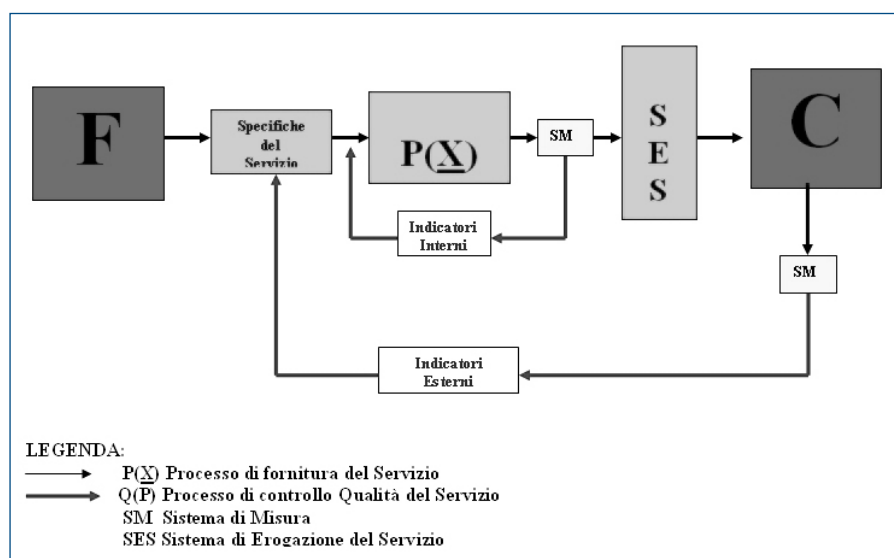 F
Specifiche
del
Servizio
P(X)
SM
S
E
S
C
Indicatori
Interni
SM
Indicatori
Esterni
LEGENDA:
P(X) Processo di fornitura del Servizio
Q(P) Processo di controllo Qualità del Servizio
SM Sistema di Misura
SES Sistema di Erogazione del Servizio